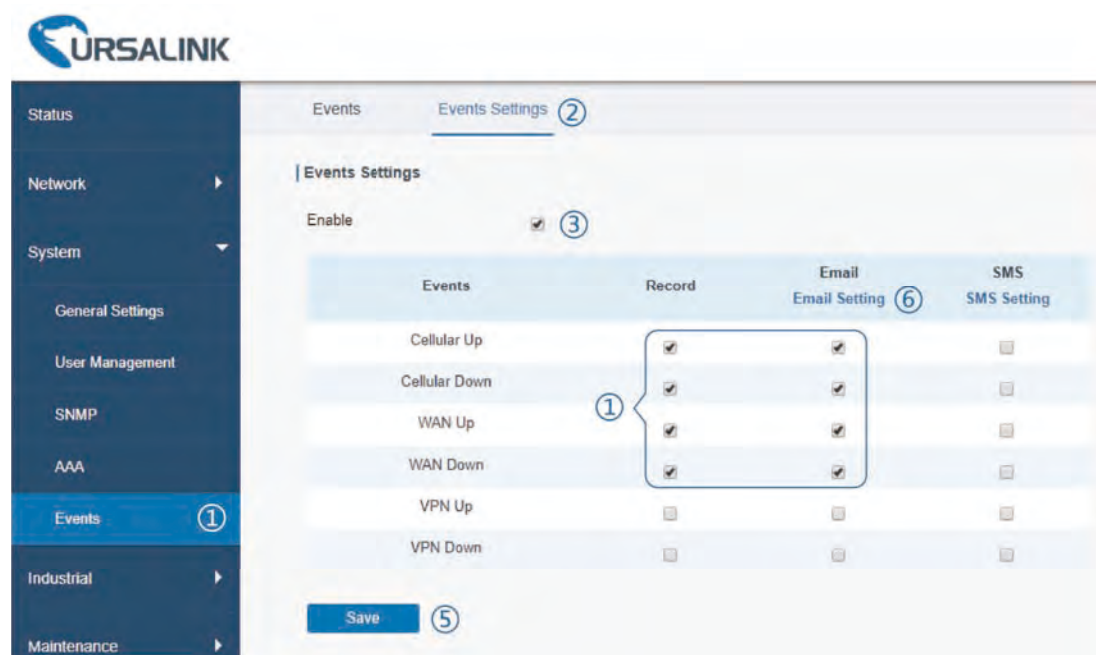 URSALINK
Status
Network
System
General Settings
User Management
SNMP
AAA
Events ①
Industrial
Maintenance
Events Events Settings ②
Events Settings
Enable ③
Events Record Email SMS
Email Setting ⑥ SMS Setting
Cellular Up
Cellular Down
①
WAN Up
WAN Down
VPN Up
VPN Down
Save ⑤